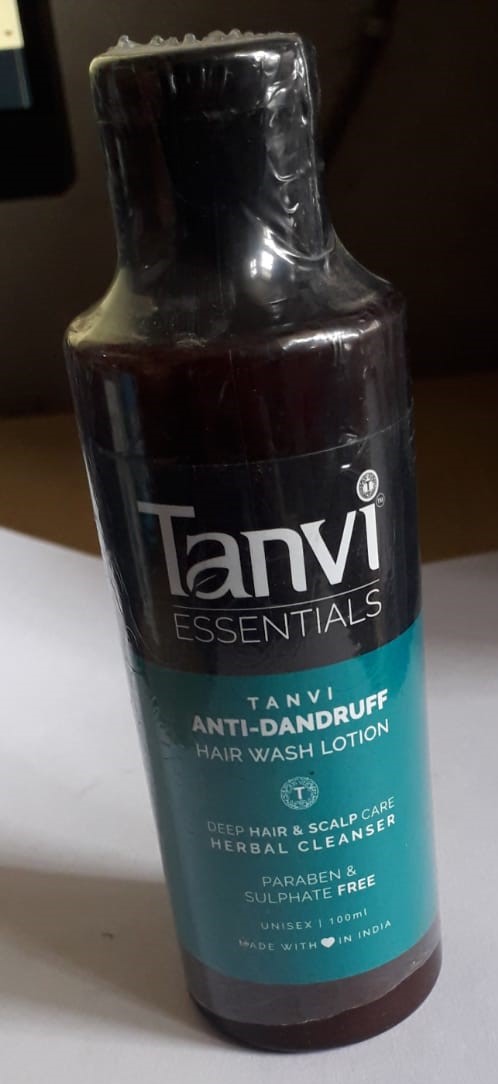 Tanvi
TM
ESSENTIALS
TANVI
ANTI-DANDRUFF
HAIR WASH LOTION
T
DEEP HAIR & SCALP CARE
HERBAL CLEANSER
PARABEN &
SULPHATE FREE
UNISEX | 100ml
MADE WITH ♥ IN INDIA